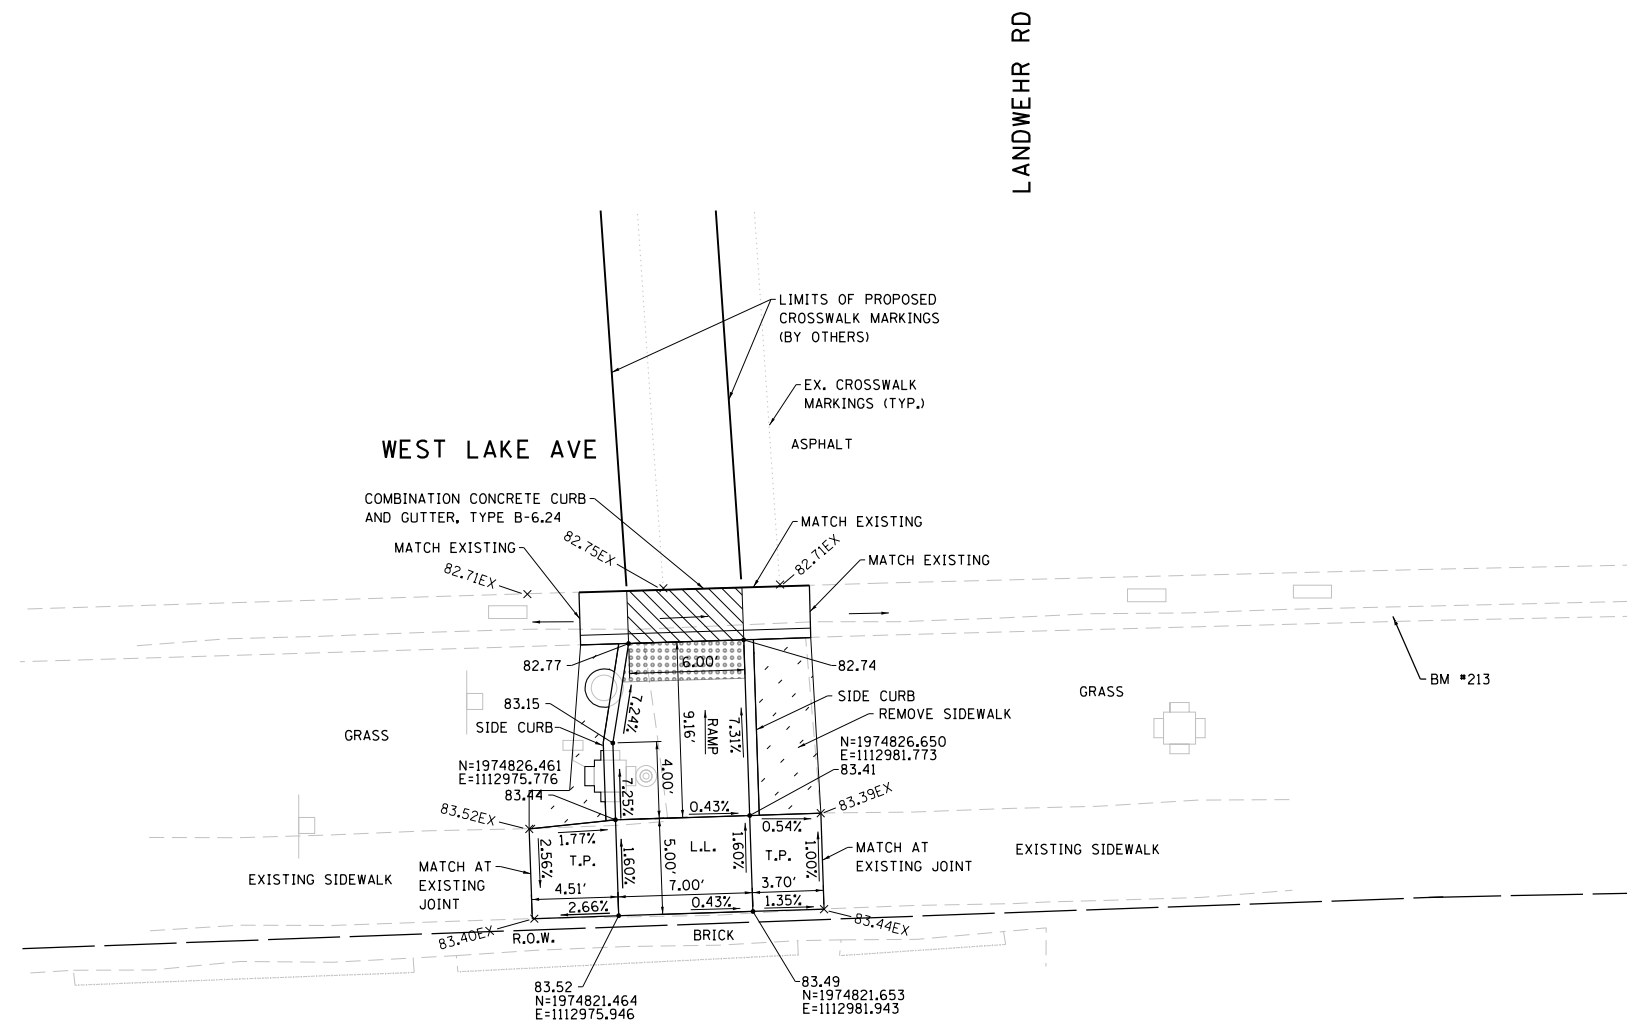 LANDWEHR RD
LIMITS OF PROPOSED
CROSSWALK MARKINGS
(BY OTHERS)
EX. CROSSWALK
MARKINGS (TYP.)
ASPHALT
WEST LAKE AVE
COMBINATION CONCRETE CURB
AND GUTTER, TYPE B-6.24
MATCH EXISTING
82.75EX
82.71EX
MATCH EXISTING
82.71EX
MATCH EXISTING
82.77
6.00'
82.74
BM #213
GRASS
SIDE CURB
REMOVE SIDEWALK
83.15
SIDE CURB
7.24%
9.16'
RAMP
7.31%
GRASS
N=1974826.461
E=1112975.776
83.44
N=1974826.650
E=1112981.773
83.41
4.00'
7.25%
0.43%
83.52EX
83.39EX
1.77%
0.54%
2.56%
T.P.
1.60%
5.00'
L.L.
1.60%
T.P.
1.00%
MATCH AT
EXISTING JOINT
EXISTING SIDEWALK
EXISTING SIDEWALK
MATCH AT
EXISTING
JOINT
4.51'
7.00'
3.70'
2.66%
0.43%
1.35%
83.40EX
R.O.W.
BRICK
83.44EX
83.52
N=1974821.464
E=1112975.946
83.49
N=1974821.653
E=1112981.943